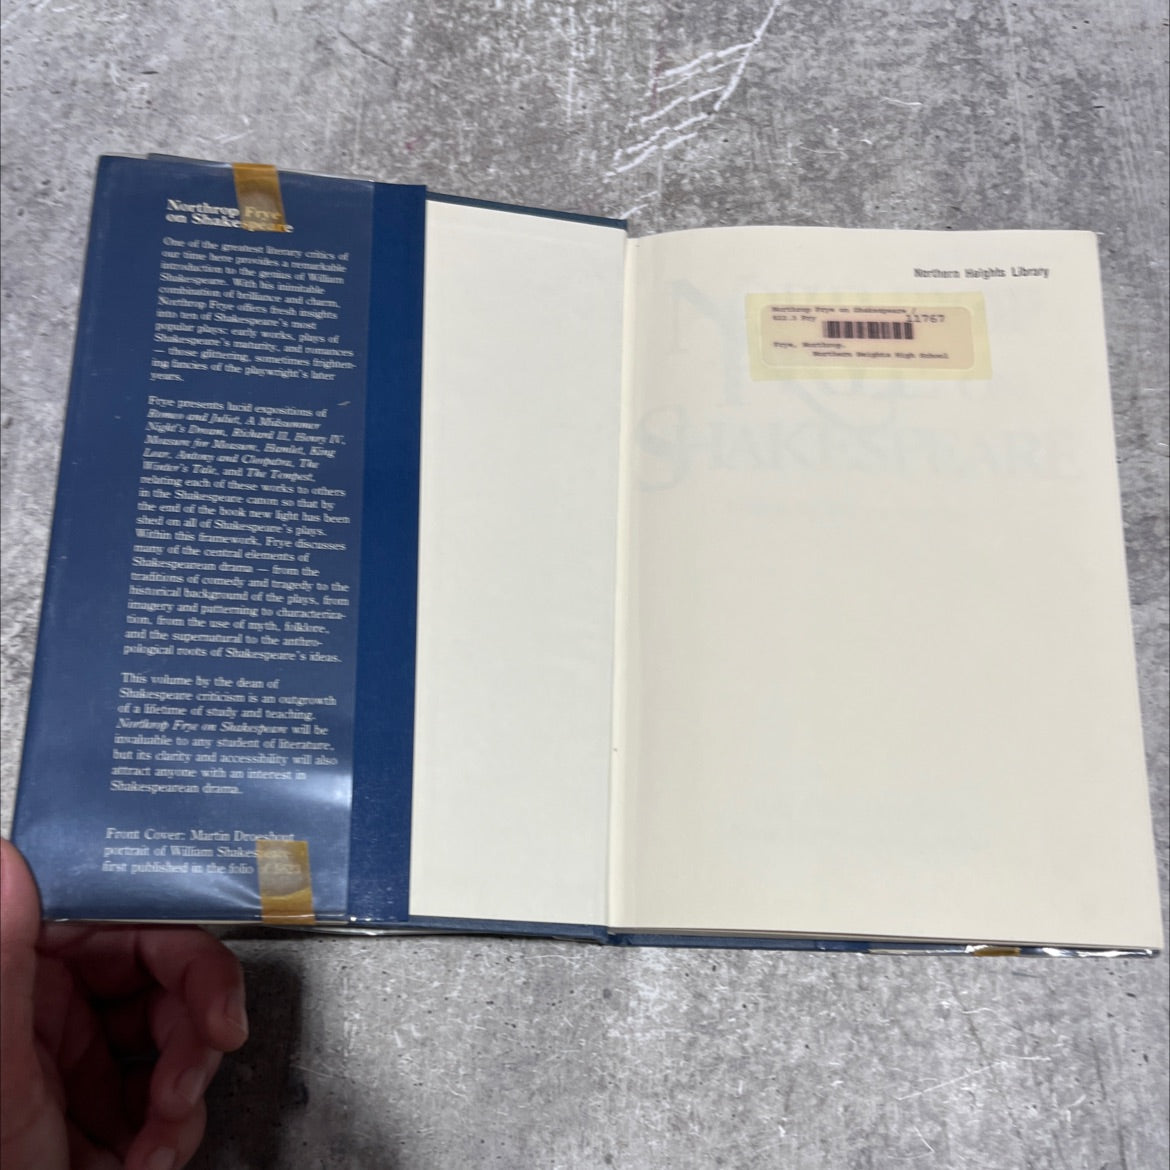 Northrop Frye
on Shakespeare
One of the greatest literary critics of
our time here provides a remarkable
introduction to the genius of William
Shakespeare. With his inimitable
combination of brilliance and charm,
Northrop Frye offers fresh insights
into ten of Shakespeare's most
popular plays: early works, plays of
Shakespeare's maturity, and romances
— those glittering, sometimes frighten-
ing fancies of the playwright's later
years.
Frye presents lucid expositions of
Romeo and Juliet, A Midsummer
Night's Dream, Richard II, Henry IV,
Measure for Measure, Hamlet, King
Lear, Antony and Cleopatra, The
Winter's Tale, and The Tempest,
relating each of these works to others
in the Shakespeare canon so that by
the end of the book new light has been
shed on all of Shakespeare's plays.
Within this framework, Frye discusses
many of the central elements of
Shakespearean drama — from the
traditions of comedy and tragedy to the
historical background of the plays, from
imagery and patterning to characteriza-
tion, from the use of myth, folklore,
and the supernatural to the anthro-
pological roots of Shakespeare's ideas.
This volume by the dean of
Shakespeare criticism is an outgrowth
of a lifetime of study and teaching.
Northrop Frye on Shakespeare will be
invaluable to any student of literature,
but its clarity and accessibility will also
attract anyone with an interest in
Shakespearean drama.
Front Cover: Martin Droeshout
portrait of William Shakespeare
first published in the folio of 1623
Northern Heights Library
Northrop Frye on Shakespeare /
822.3 Fry 11767
Frye, Northrop.
Northern Heights High School